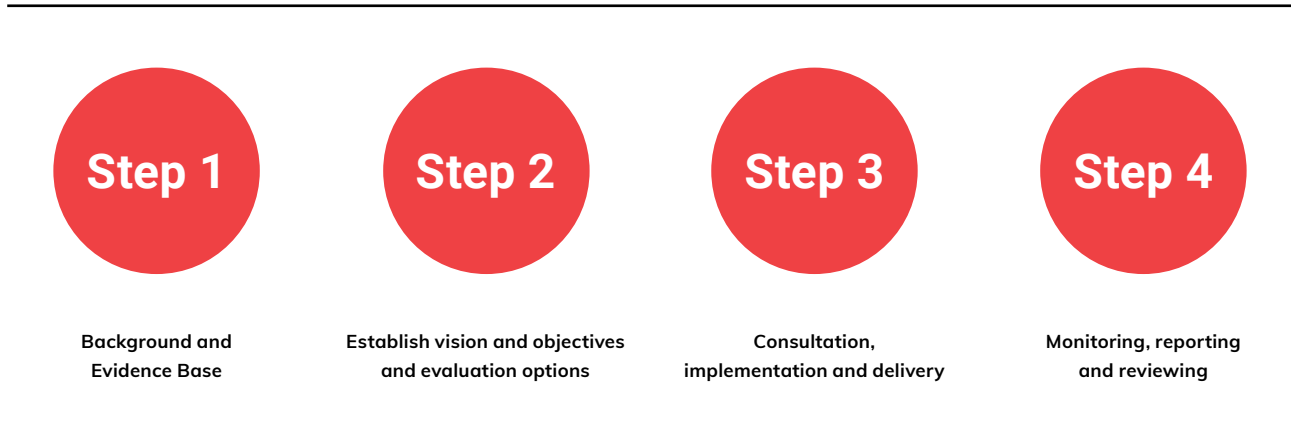 Step 1
Step 2
Step 3
Step 4
Background and
Evidence Base
Establish vision and objectives
and evaluation options
Consultation,
implementation and delivery
Monitoring, reporting
and reviewing